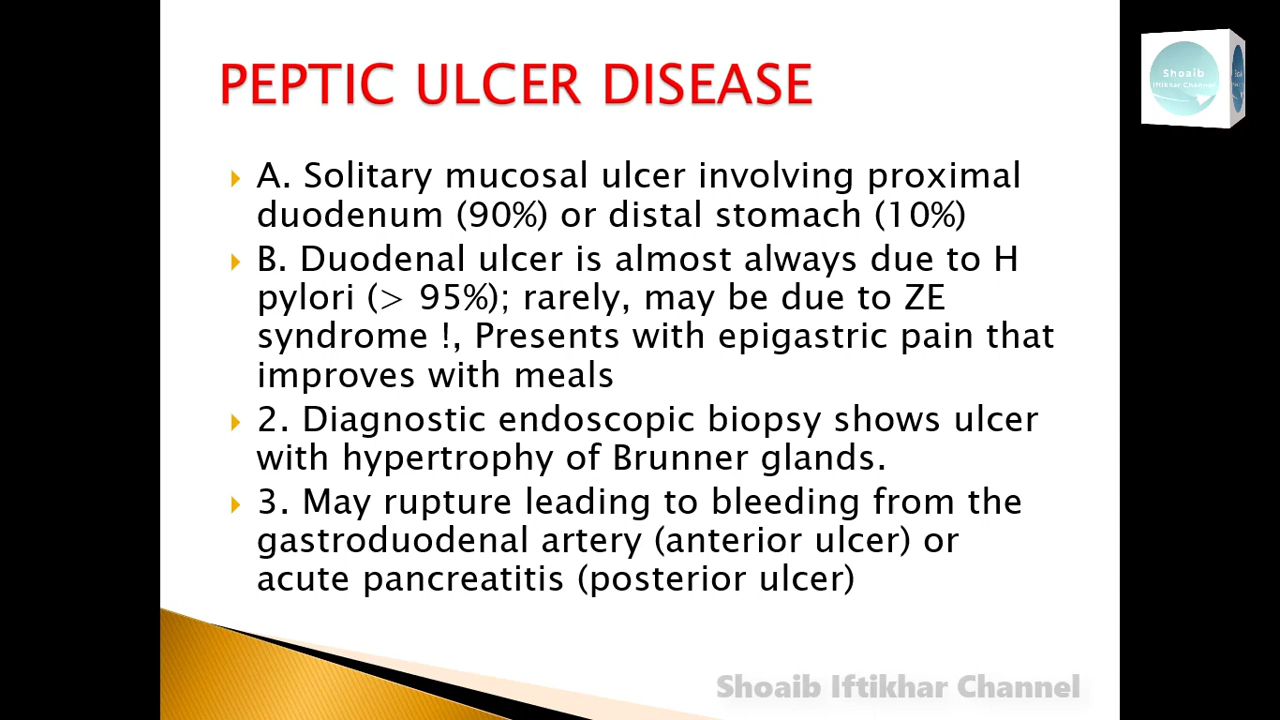 PEPTIC ULCER DISEASE
Shoaib
Iftikhar Channel
A. Solitary mucosal ulcer involving proximal
duodenum (90%) or distal stomach (10%)
B. Duodenal ulcer is almost always due to H
pylori (> 95%); rarely, may be due to ZE
syndrome !, Presents with epigastric pain that
improves with meals
2. Diagnostic endoscopic biopsy shows ulcer
with hypertrophy of Brunner glands.
3. May rupture leading to bleeding from the
gastroduodenal artery (anterior ulcer) or
acute pancreatitis (posterior ulcer)
Shoaib Iftikhar Channel